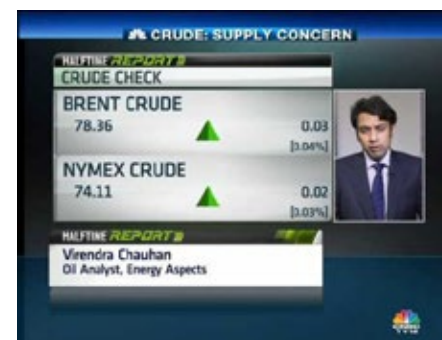 CRUDE: SUPPLY CONCERN
HALFTIME REPORT
CRUDE CHECK
BRENT CRUDE
78.36 0.03
[0.04%]
NYMEX CRUDE
74.11 0.02
[0.03%]
HALFTIME REPORT
Virendra Chauhan
Oil Analyst, Energy Aspects